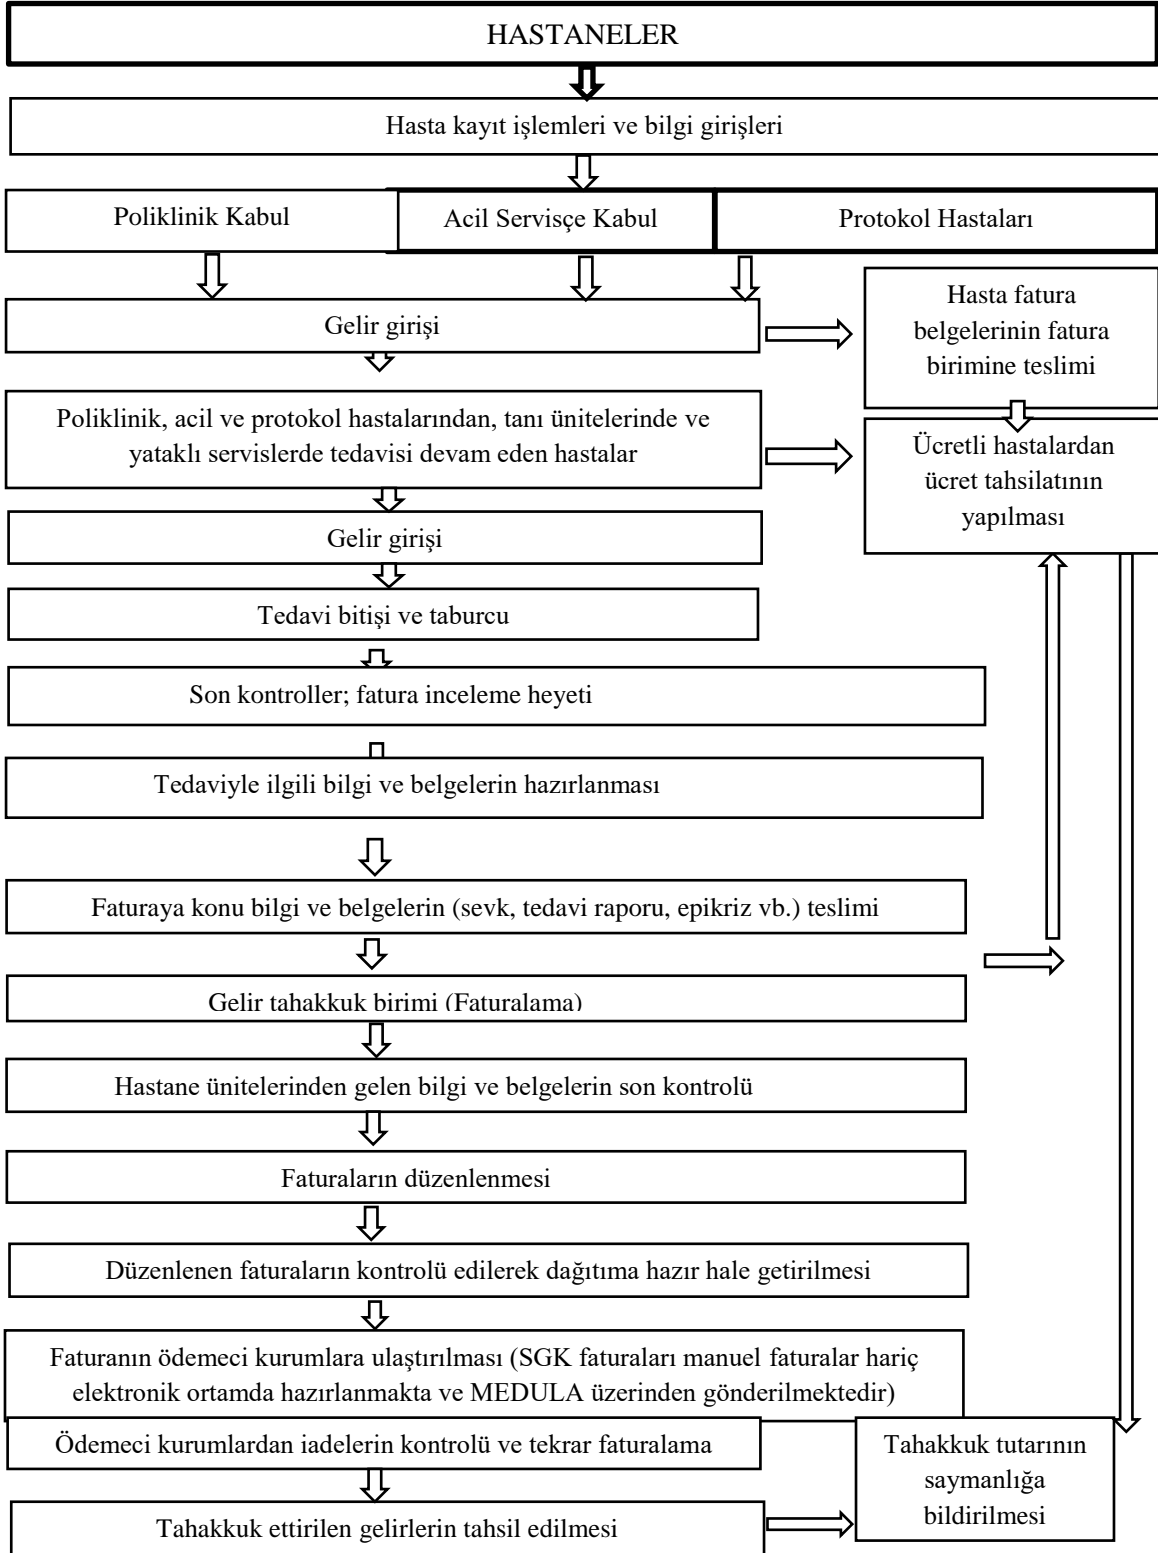 HASTANELER
Hasta kayıt işlemleri ve bilgi girişleri
Poliklinik Kabul
Acil Servisçe Kabul
Protokol Hastaları
Gelir girişi
Hasta fatura
belgelerinin fatura
birimine teslimi
Poliklinik, acil ve protokol hastalarından, tanı ünitelerinde ve
yataklı servislerde tedavisi devam eden hastalar
Ücretli hastalardan
ücret tahsilatının
yapılması
Gelir girişi
Tedavi bitişi ve taburcu
Son kontroller; fatura inceleme heyeti
Tedaviyle ilgili bilgi ve belgelerin hazırlanması
Faturaya konu bilgi ve belgelerin (sevk, tedavi raporu, epikriz vb.) teslimi
Gelir tahakkuk birimi (Faturalama)
Hastane ünitelerinden gelen bilgi ve belgelerin son kontrolü
Faturaların düzenlenmesi
Düzenlenen faturaların kontrolü edilerek dağıtıma hazır hale getirilmesi
Faturanın ödemeci kurumlara ulaştırılması (SGK faturaları manuel faturalar hariç
elektronik ortamda hazırlanmakta ve MEDULA üzerinden gönderilmektedir)
Ödemeci kurumlardan iadelerin kontrolü ve tekrar faturalama
Tahakkuk tutarının
saymanlığa
bildirilmesi
Tahakkuk ettirilen gelirlerin tahsil edilmesi